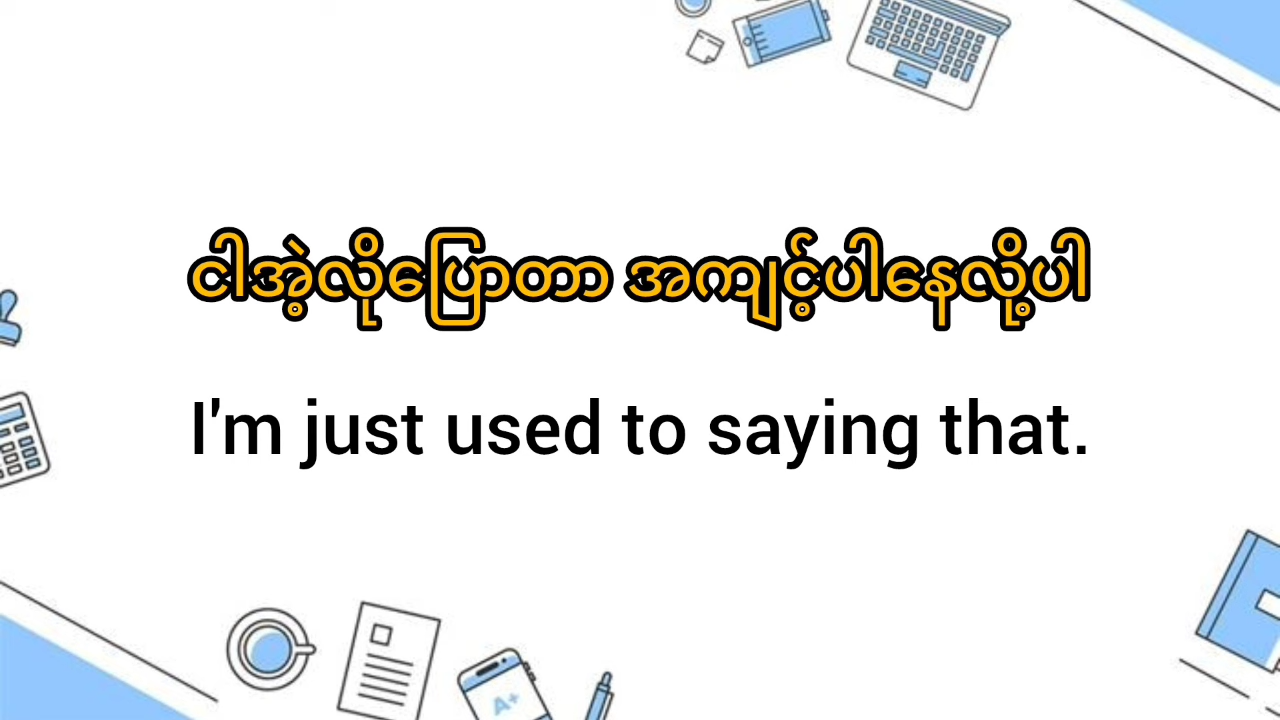 ငါအဲ့လိုပြောတာ အကျင့်ပါနေလို့ပါ
I'm just used to saying that.
A+